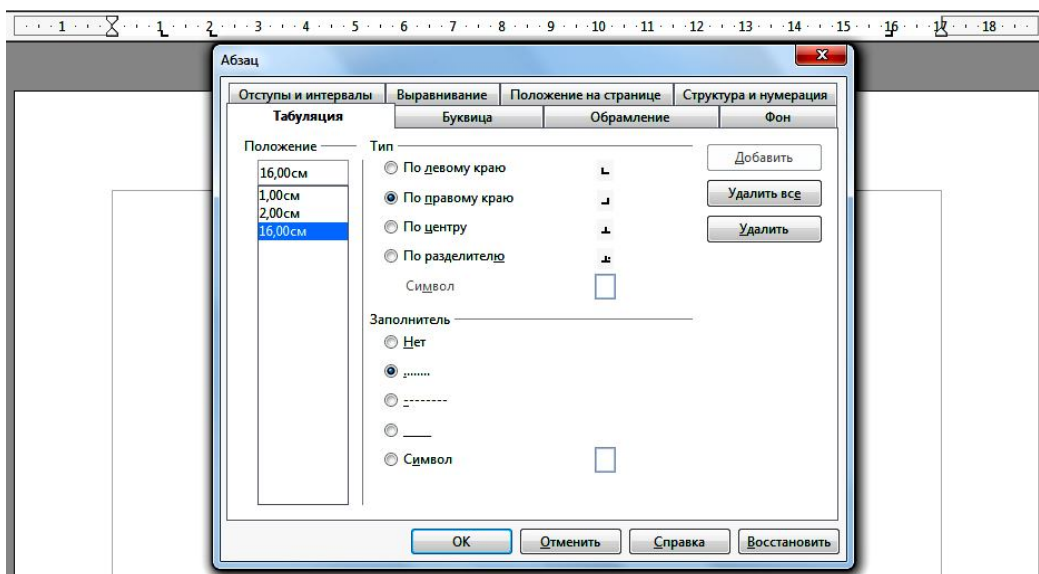 1 1 2 3 4 5 6 7 8 9 10 11 12 13 14 15 16 17 18
Абзац
Отступы и интервалы Выравнивание Положение на странице Структура и нумерация
Табуляция Буквица Обрамление Фон
Положение Тип
16,00см По левому краю Добавить
1,00см По правому краю Удалить все
2,00см
16,00см По центру Удалить
По разделителю
Символ
Заполнитель
Нет
........
--------
____
Символ
ОК Отменить Справка Восстановить